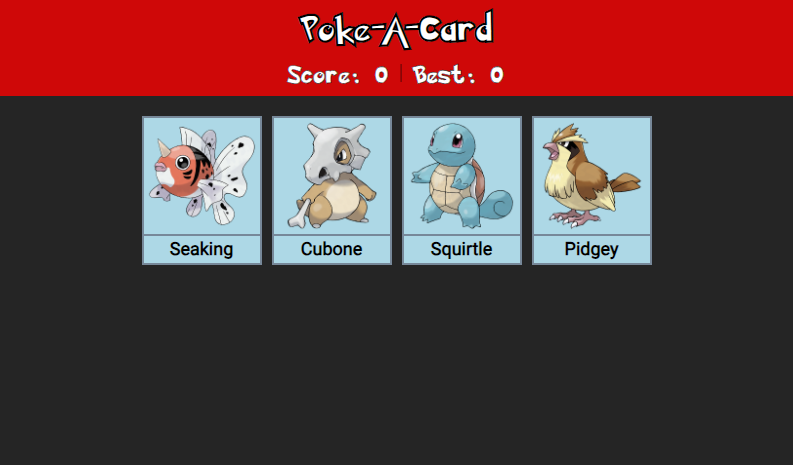 Poke-A-Card
Score: 0 | Best: 0
Seaking
Cubone
Squirtle
Pidgey